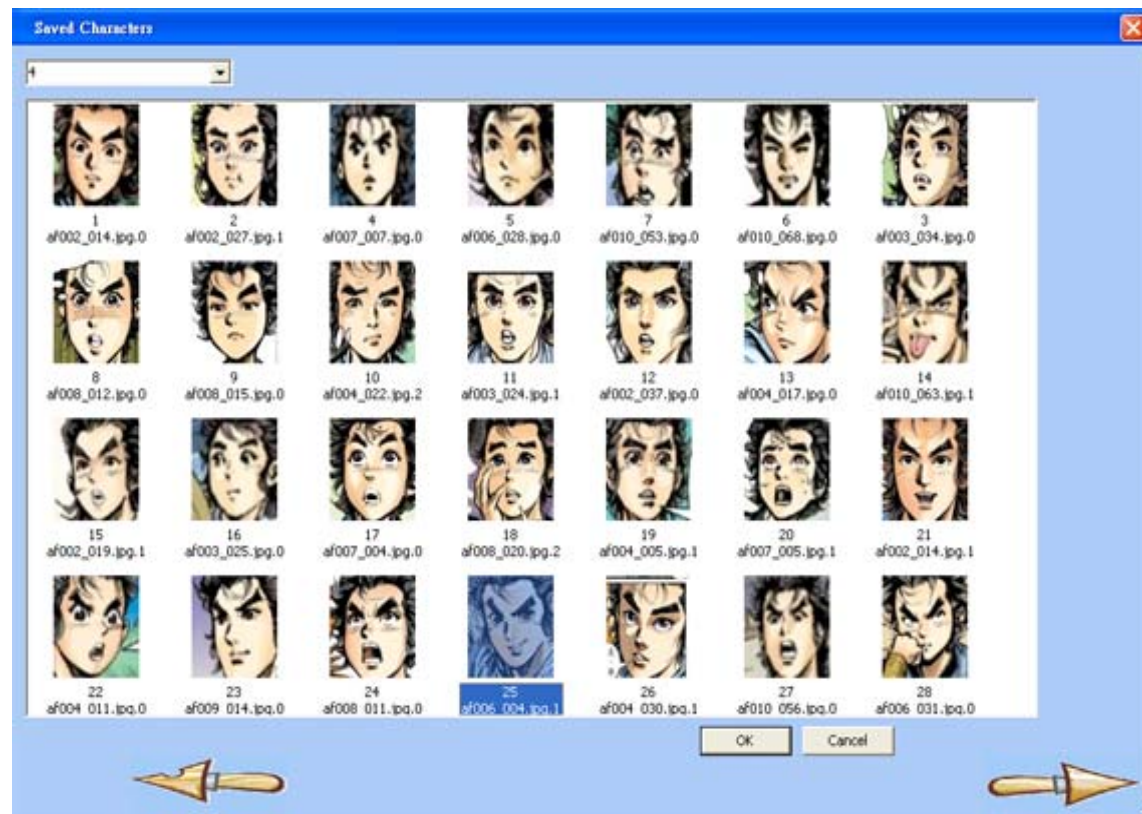 Saved Characters
4
1 2 4 5 7 6 3
af002_014.jpg.0 af002_027.jpg.1 af007_007.jpg.0 af006_028.jpg.0 af010_053.jpg.0 af010_068.jpg.0 af003_034.jpg.0
8 9 10 11 12 13 14
af008_012.jpg.0 af008_015.jpg.0 af004_022.jpg.2 af003_024.jpg.1 af002_037.jpg.0 af004_017.jpg.0 af010_063.jpg.1
15 16 17 18 19 20 21
af002_019.jpg.1 af003_025.jpg.0 af007_004.jpg.0 af008_020.jpg.2 af004_005.jpg.1 af007_005.jpg.1 af002_014.jpg.1
22 23 24 25 26 27 28
af004_011.jpg.0 af009_014.jpg.0 af008_011.jpg.0 af006_004.jpg.1 af004_030.jpg.1 af010_056.jpg.0 af006_031.jpg.0
OK Cancel